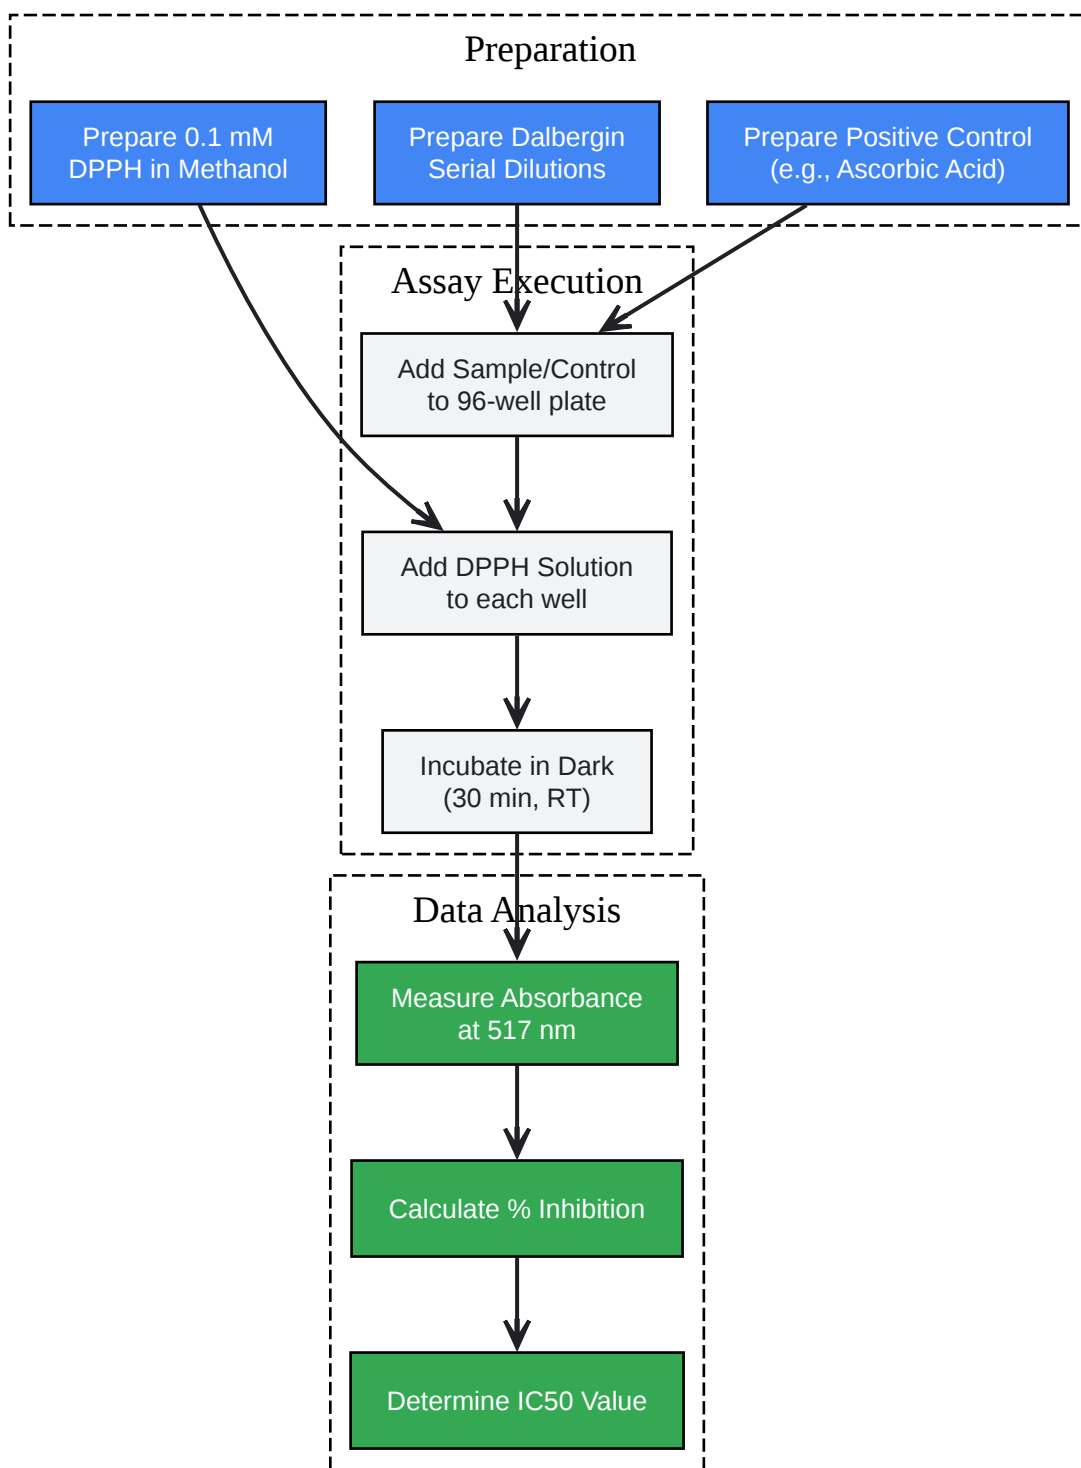 Preparation
Prepare 0.1 mM
DPPH in Methanol
Prepare Dalbergin
Serial Dilutions
Prepare Positive Control
(e.g., Ascorbic Acid)
Assay Execution
Add Sample/Control
to 96-well plate
Add DPPH Solution
to each well
Incubate in Dark
(30 min, RT)
Data Analysis
Measure Absorbance
at 517 nm
Calculate % Inhibition
Determine IC50 Value